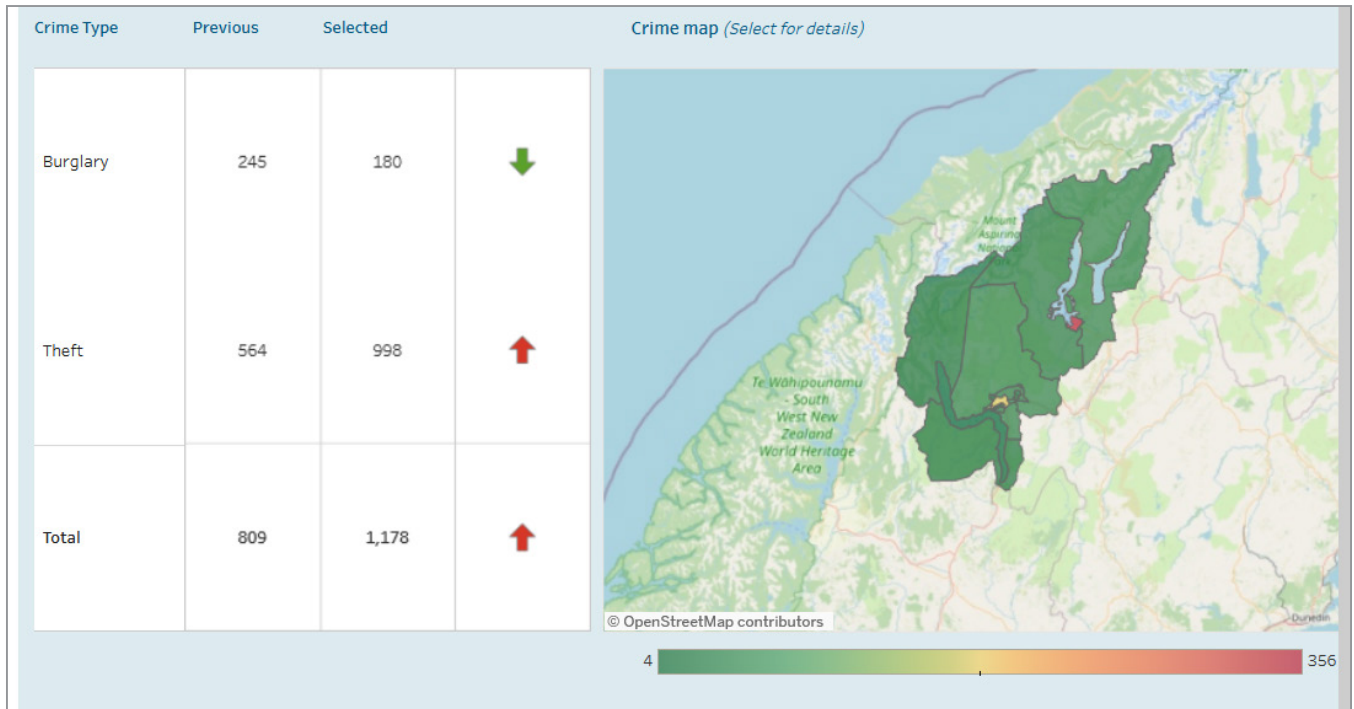 Crime Type Previous Selected
Crime map (Select for details)
Burglary 245 180
Theft 564 998
Total 809 1,178
Mount
Aspiring
National
Te Wāhipounamu
- South
West New
Zealand
World Heritage
Area
© OpenStreetMap contributors
Dunedin
4
356